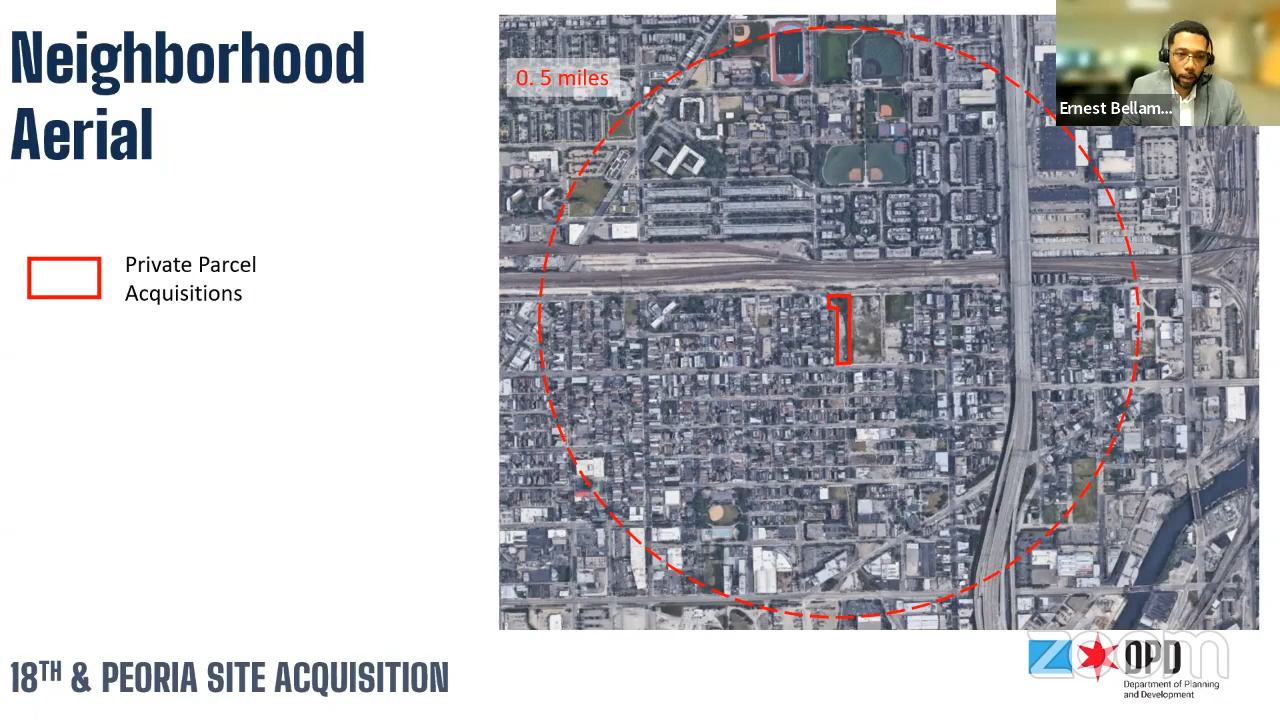 Neighborhood
Aerial
0. 5 miles
Ernest Bellam...
Private Parcel
Acquisitions
18TH & PEORIA SITE ACQUISITION
zoom
DPD
Department of Planning
and Development